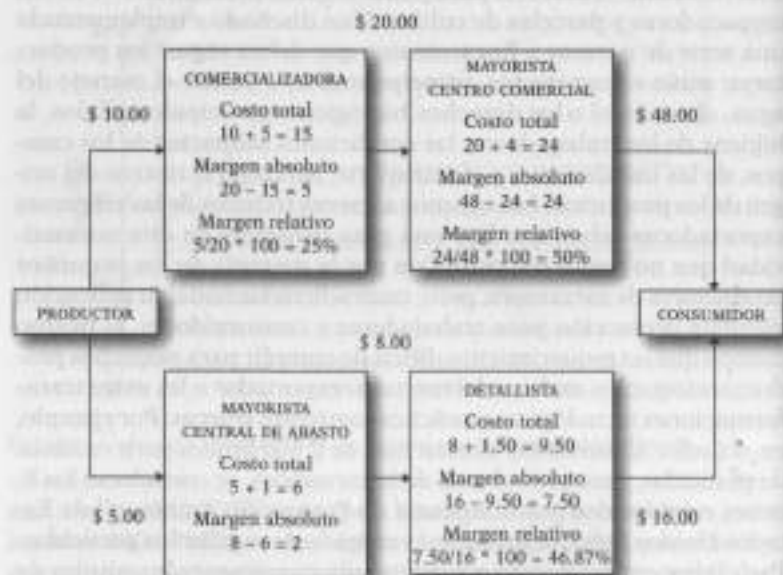 $ 20.00
COMERCIALIZADORA
Costo total
10 + 5 = 15
Margen absoluto
20 - 15 = 5
Margen relativo
5/20 * 100 = 25%
MAYORISTA
CENTRO COMERCIAL
Costo total
20 + 4 = 24
Margen absoluto
48 - 24 = 24
Margen relativo
24/48 * 100 = 50%
$ 10.00
$ 48.00
PRODUCTOR
CONSUMIDOR
$ 8.00
MAYORISTA
CENTRAL DE ABASTO
Costo total
5 + 1 = 6
Margen absoluto
8 - 6 = 2
DETALLISTA
Costo total
8 + 1.50 = 9.50
Margen absoluto
16 - 9.50 = 7.50
Margen relativo
7.50/16 * 100 = 46.87%
$ 5.00
$ 16.00